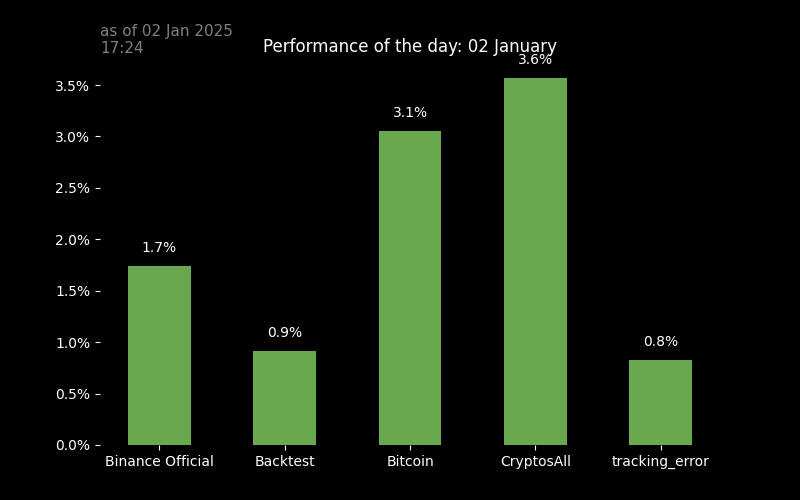 as of 02 Jan 2025
17:24
Performance of the day: 02 January
3.5%
3.0%
2.5%
2.0%
1.5%
1.0%
0.5%
0.0%
1.7%
0.9%
3.1%
3.6%
0.8%
Binance Official
Backtest
Bitcoin
CryptosAll
tracking_error